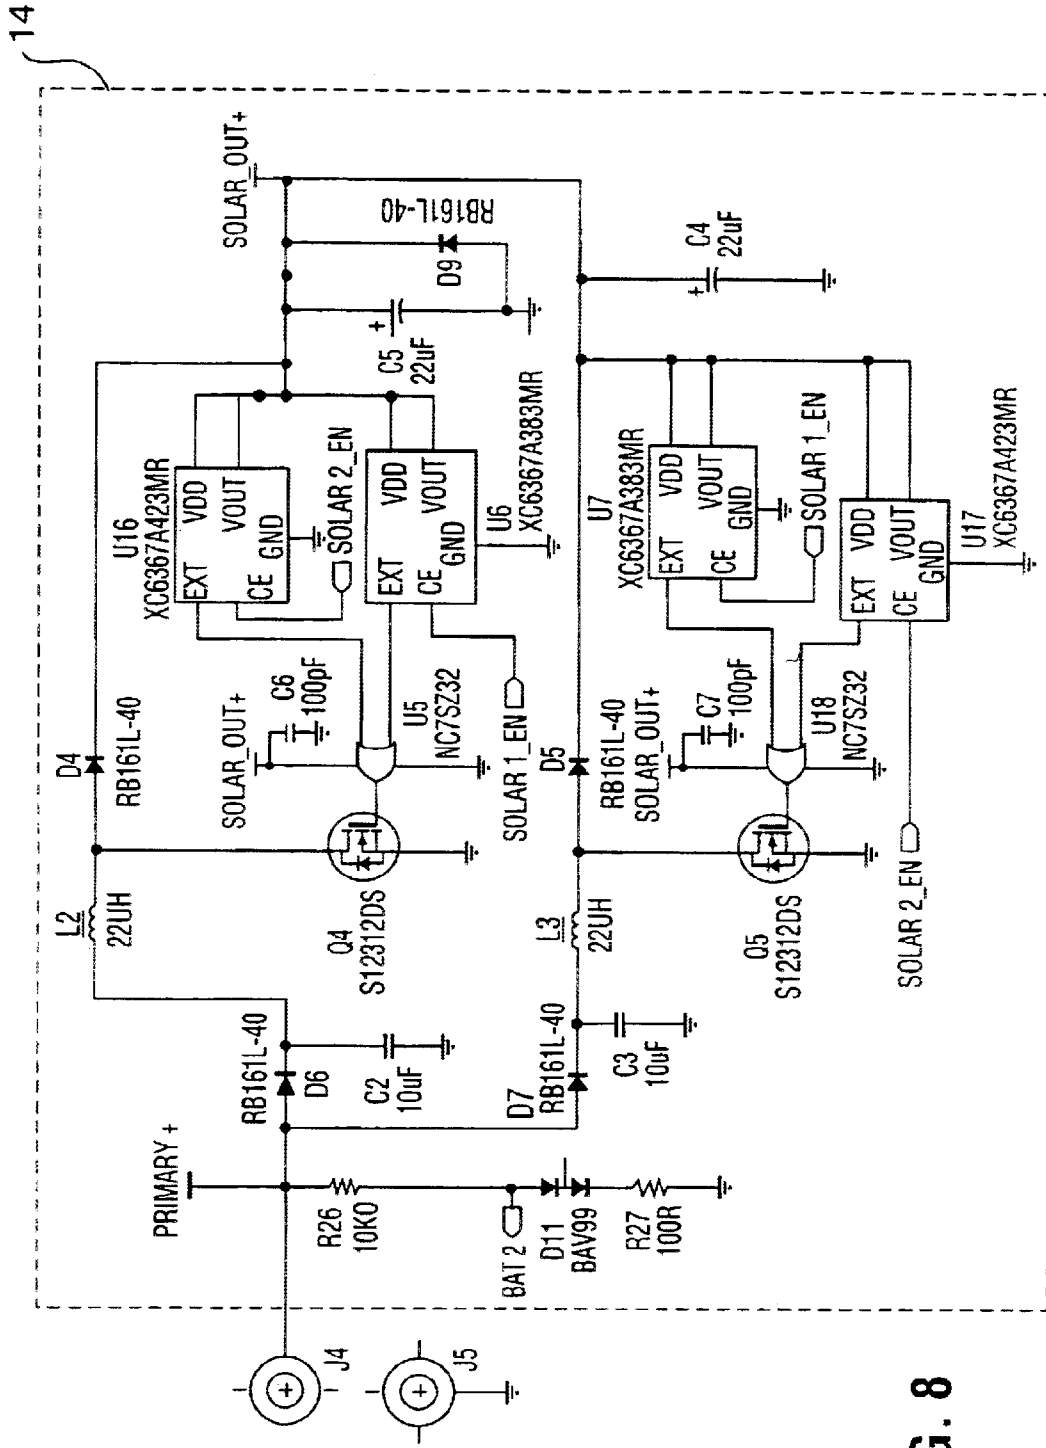 14
SOLAR_OUT+
RB161L-40
D9
C5
22uF
C4
22uF
U16
XC6367A423MR
VDD
VOUT
EXT
CE
GND
SOLAR 2_EN
VDD
VOUT
EXT
CE
GND
U6
XC6367A383MR
U7
XC6367A383MR
VDD
VOUT
EXT
CE
GND
SOLAR 1_EN
VDD
VOUT
EXT
CE
GND
U17
XC6367A423MR
D4
RB161L-40
SOLAR_OUT+
C6
100pF
U5
NC7SZ32
SOLAR 1_EN
D5
RB161L-40
SOLAR_OUT+
C7
100pF
U18
NC7SZ32
SOLAR 2_EN
L2
22UH
Q4
S12312DS
L3
22UH
Q5
S12312DS
RB161L-40
D6
C2
10uF
D7
RB161L-40
C3
10uF
PRIMARY +
R26
10K0
BAT 2
D11
BAV99
R27
100R
J4
J5
G. 8